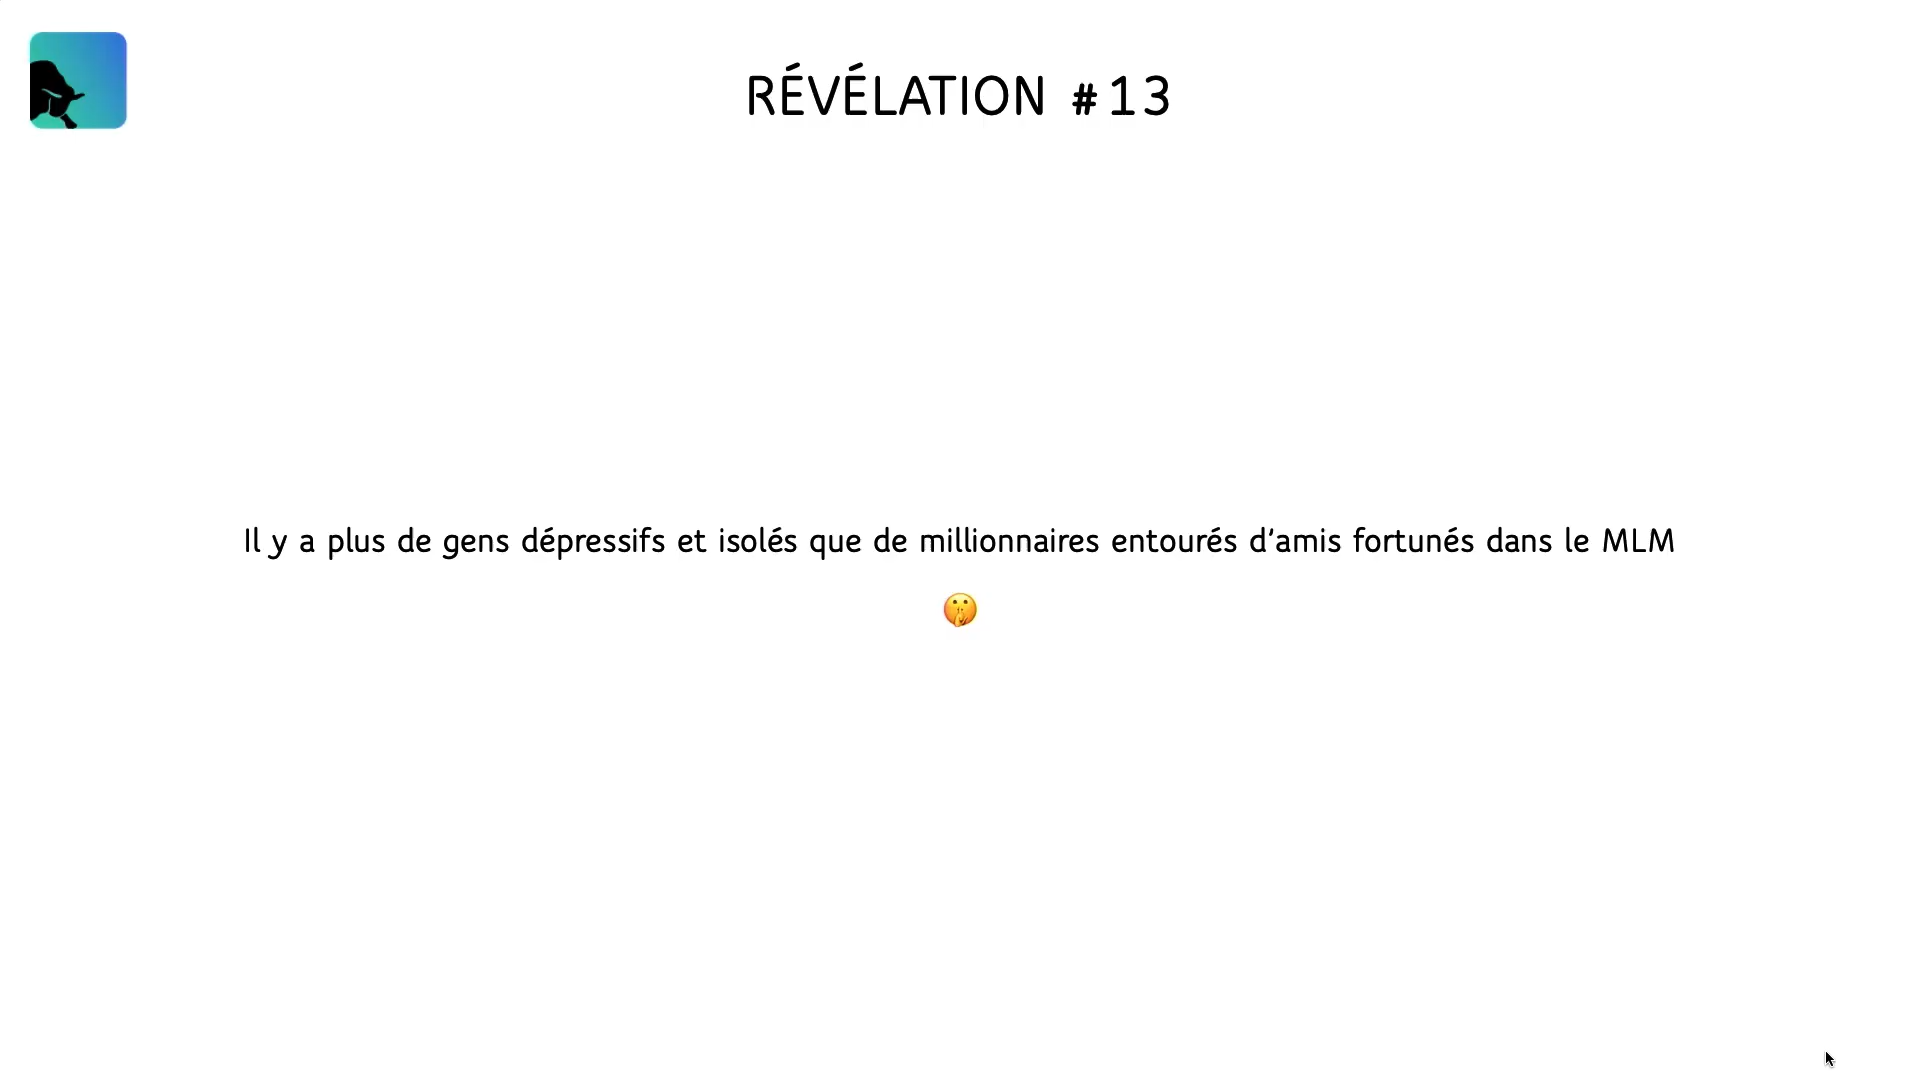 RÉVÉLATION #13
Il y a plus de gens dépressifs et isolés que de millionnaires entourés d'amis fortunés dans le MLM
🤫